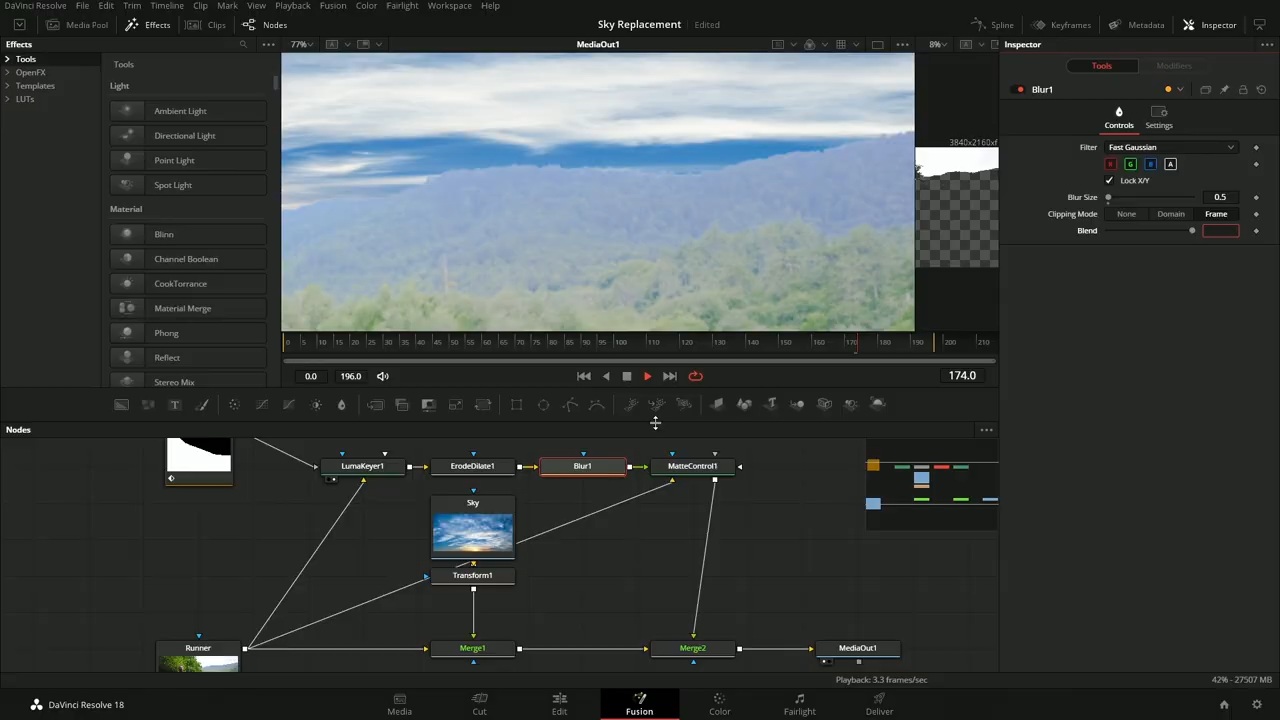 DaVinci Resolve File Edit Trim Timeline Clip Mark View Playback Fusion Color Fairlight Workspace Help
Media Pool Effects Clips Nodes Sky Replacement Edited Spline Keyframes Metadata Inspector
Effects 77% MediaOut1 8% Inspector
Tools
OpenFX
Templates
LUTs
Tools
Light
Ambient Light
Directional Light
Point Light
Spot Light
Material
Blinn
Channel Boolean
CookTorrance
Material Merge
Phong
Reflect
Stereo Mix
3840x2160xf
0 5 10 15 20 25 30 35 40 45 50 55 60 65 70 75 80 85 90 100 110 120 130 140 150 160 170 180 190 200 210
0.0 196.0 174.0
Tools Modifiers
Blur1
Controls Settings
Filter Fast Gaussian
R G B A
Lock X/Y
Blur Size 0.5
Clipping Mode None Domain Frame
Blend
Nodes
LumaKeyer1 ErodeDilate1 Blur1 MatteControl1
Sky
Transform1
Runner Merge1 Merge2 MediaOut1
Playback: 3.3 frames/sec 42% - 27507 MB
DaVinci Resolve 18 Media Cut Edit Fusion Color Fairlight Deliver